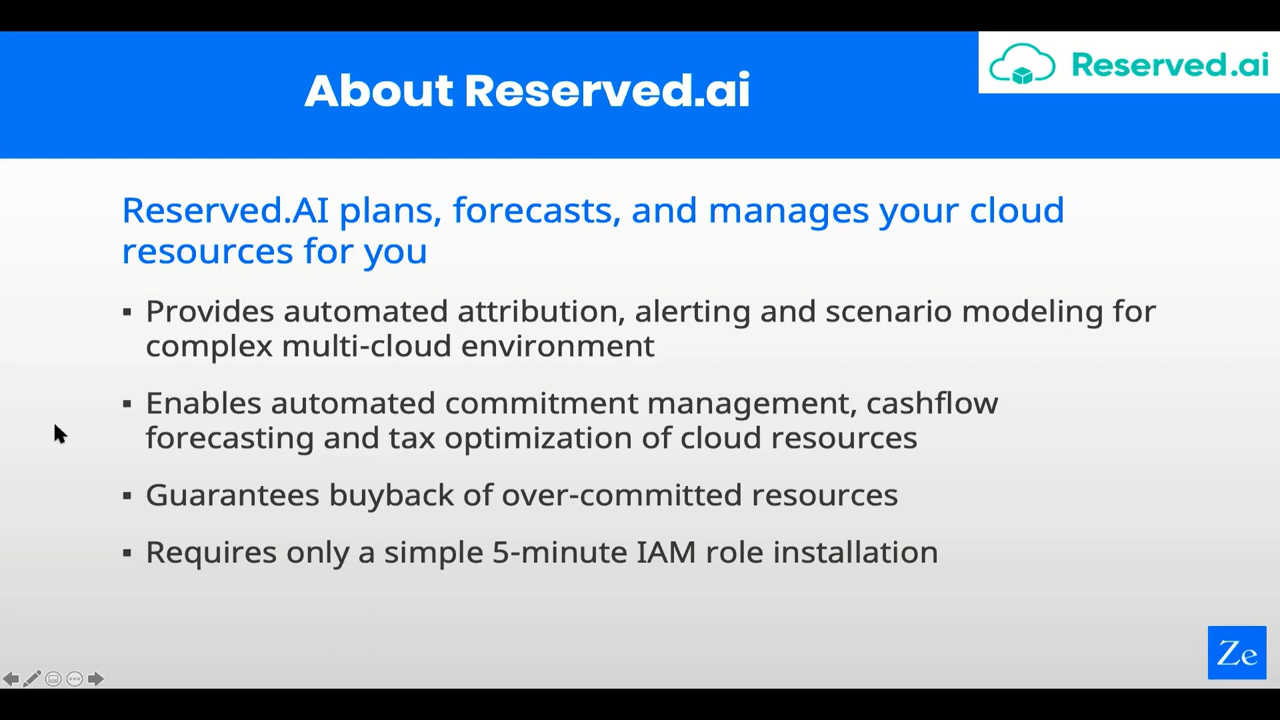 About Reserved.ai
Reserved.ai
Reserved.AI plans, forecasts, and manages your cloud
resources for you
▪ Provides automated attribution, alerting and scenario modeling for
complex multi-cloud environment
▪ Enables automated commitment management, cashflow
forecasting and tax optimization of cloud resources
▪ Guarantees buyback of over-committed resources
▪ Requires only a simple 5-minute IAM role installation
Ze